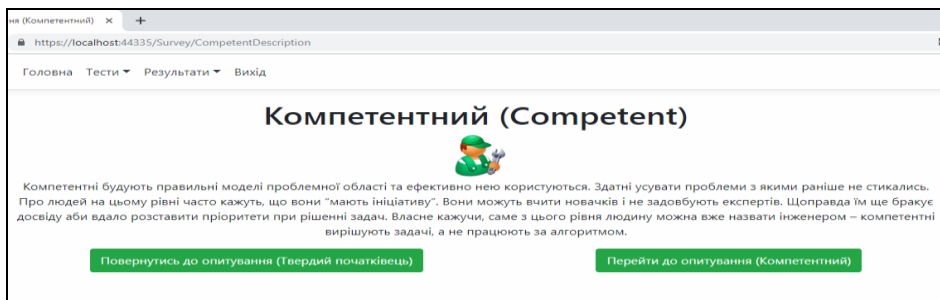 ня (Компетентний) × +
https://localhost:44335/Survey/CompetentDescription
Головна Тести Результати Вихід
Компетентний (Competent)
Компетентні будують правильні моделі проблемної області та ефективно нею користуються. Здатні усувати проблеми з якими раніше не стикались.
Про людей на цьому рівні часто кажуть, що вони "мають ініціативу". Вони можуть вчити новачків і не задовбують експертів. Щоправда їм ще бракує
досвіду аби вдало розставити пріоритети при рішенні задач. Власне кажучи, саме з цього рівня людину можна вже назвати інженером – компетентні
вирішують задачі, а не працюють за алгоритмом.
Повернутись до опитування (Твердий початківець) Перейти до опитування (Компетентний)